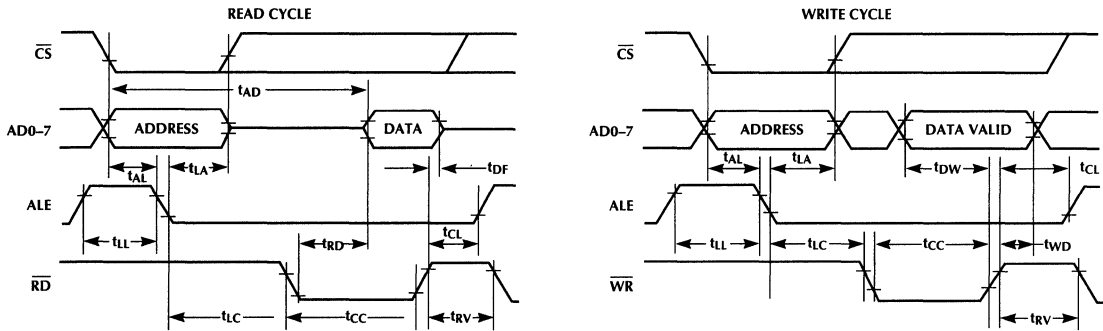 READ CYCLE
CS
tAD
AD0–7
ADDRESS
DATA
tAL
tLA
tDF
ALE
tLL
tRD
tCL
RD
tLC
tCC
tRV
WRITE CYCLE
CS
AD0–7
ADDRESS
DATA VALID
tAL
tLA
tDW
tCL
ALE
tLL
tLC
tCC
tWD
WR
tRV